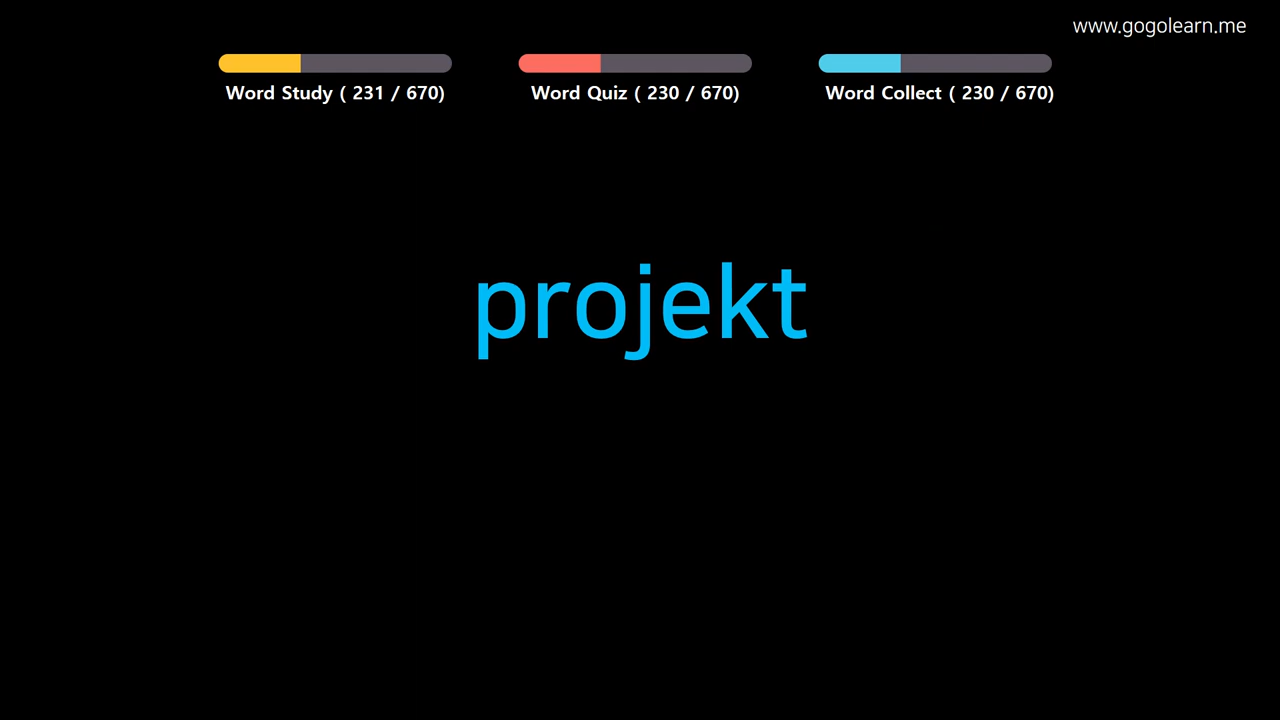 www.gogolearn.me
Word Study ( 231 / 670)
Word Quiz ( 230 / 670)
Word Collect ( 230 / 670)
projekt